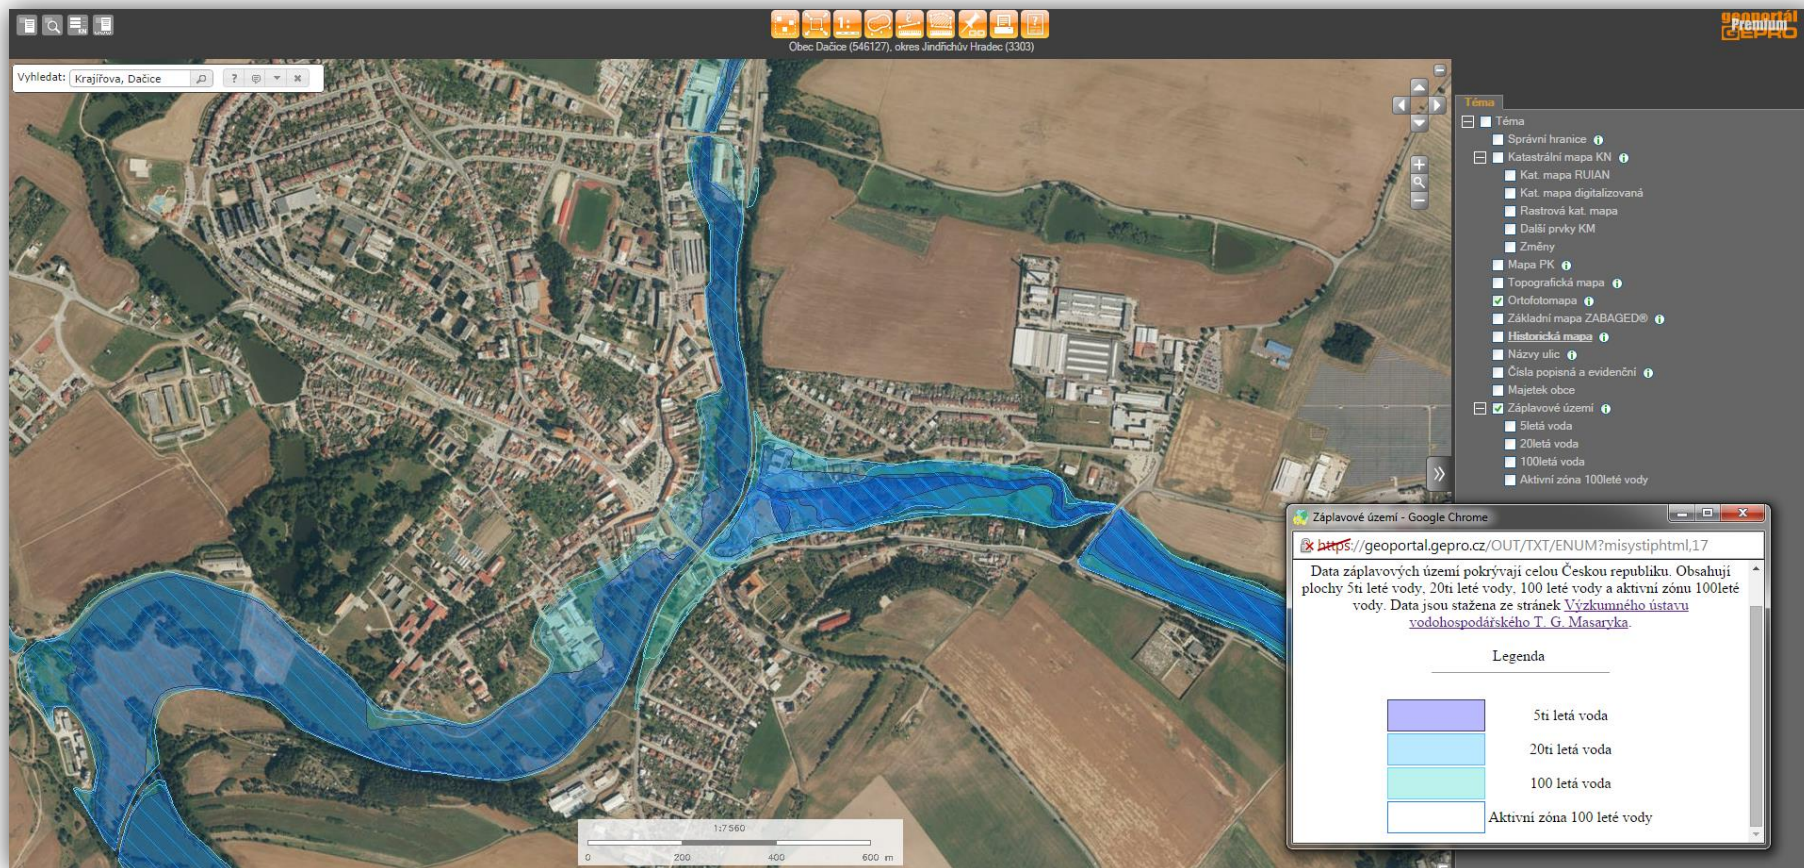 geoportál
Premium
GEPRO
Obec Dačice (546127), okres Jindřichův Hradec (3303)
Vyhledat: Krajířova, Dačice
Téma
Téma
Správní hranice
Katastrální mapa KN
Kat. mapa RUIAN
Kat. mapa digitalizovaná
Rastrová kat. mapa
Další prvky KM
Změny
Mapa PK
Topografická mapa
Ortofotomapa
Základní mapa ZABAGED®
Historická mapa
Názvy ulic
Čísla popisná a evidenční
Majetek obce
Záplavové území
5letá voda
20letá voda
100letá voda
Aktivní zóna 100leté vody
Záplavové území - Google Chrome
https://geoportal.gepro.cz/OUT/TXT/ENUM?misystiphtml,17
Data záplavových území pokrývají celou Českou republiku. Obsahují
plochy 5ti leté vody, 20ti leté vody, 100 leté vody a aktivní zónu 100leté
vody. Data jsou stažena ze stránek Výzkumného ústavu
vodohospodářského T. G. Masaryka.
Legenda
5ti letá voda
20ti letá voda
100 letá voda
Aktivní zóna 100 leté vody
1:7 560
0 200 400 600 m